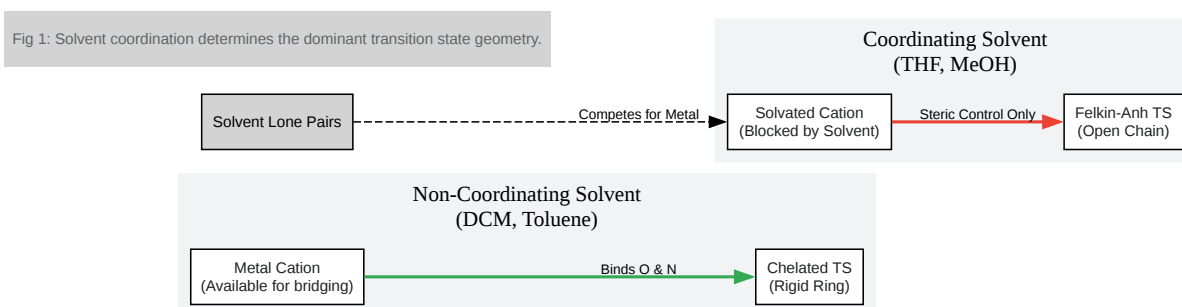 Fig 1: Solvent coordination determines the dominant transition state geometry.
Coordinating Solvent
(THF, MeOH)
Solvent Lone Pairs
Competes for Metal
Solvated Cation
(Blocked by Solvent)
Steric Control Only
Felkin-Anh TS
(Open Chain)
Non-Coordinating Solvent
(DCM, Toluene)
Metal Cation
(Available for bridging)
Binds O & N
Chelated TS
(Rigid Ring)